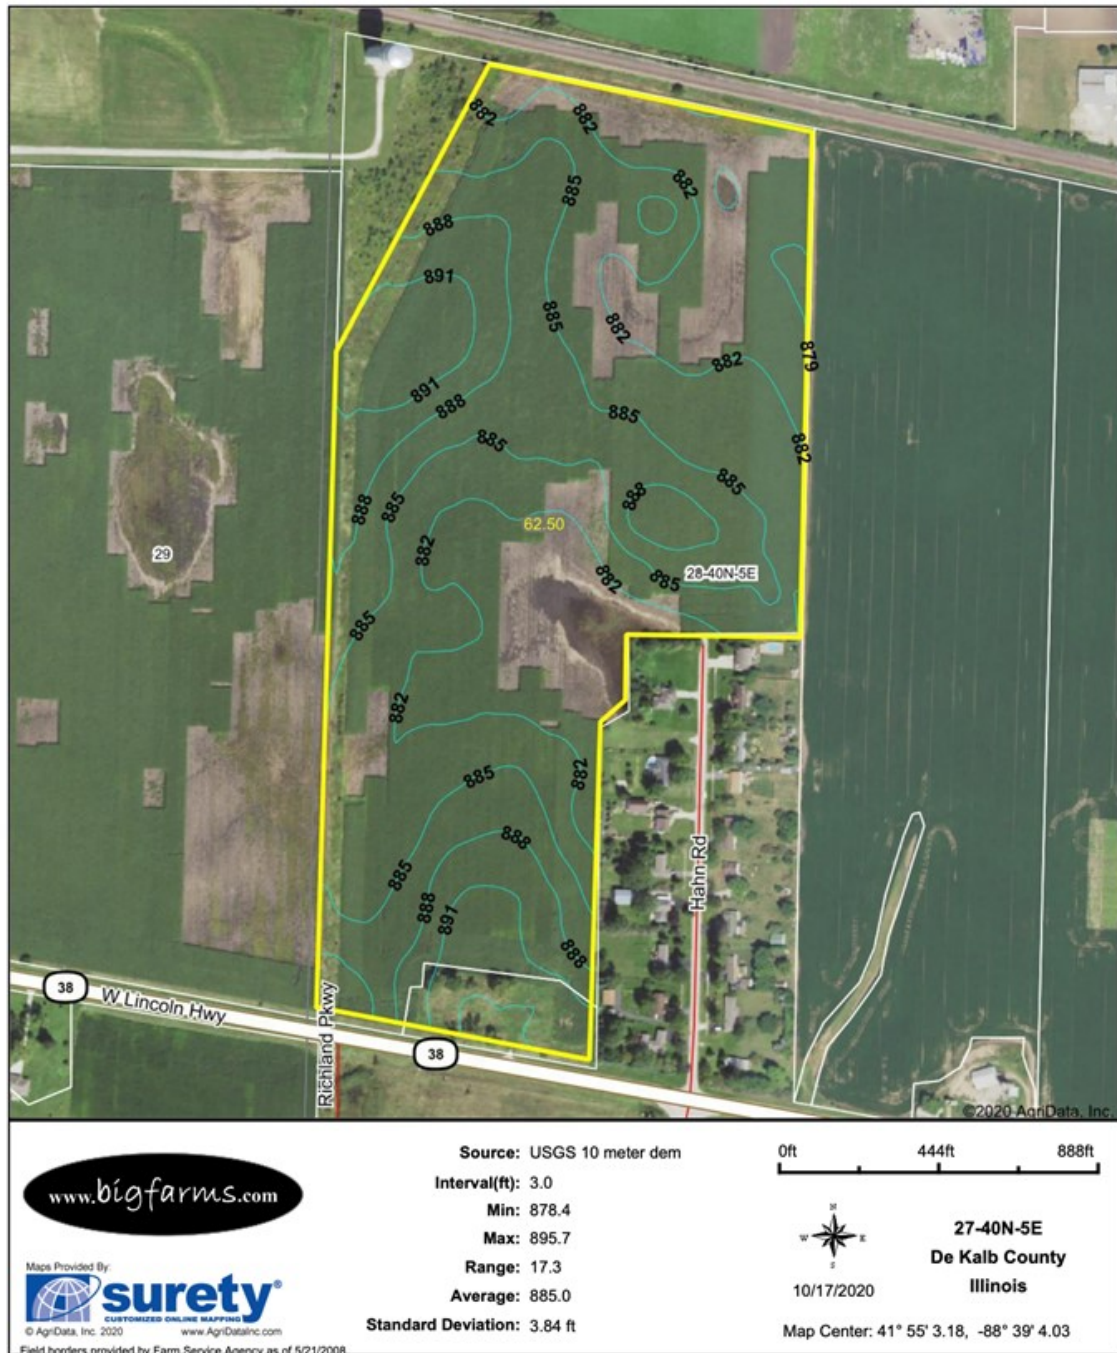 882
882
885
882
888
891
882
885
879
882
891
888
885
885
882
885
888
888
885
62.50
882
29
882
885
28-40N-5E
885
882
882
885
888
885
888
891
888
Hahn Rd
38
W Lincoln Hwy
Richland Pkwy
38
©2020 AgriData, Inc.
www.bigfarms.com
Maps Provided By:
surety®
CUSTOMIZED ONLINE MAPPING
© AgriData, Inc. 2020 www.AgriDataInc.com
Field borders provided by Farm Service Agency as of 5/21/2008.
Source: USGS 10 meter dem
Interval(ft): 3.0
Min: 878.4
Max: 895.7
Range: 17.3
Average: 885.0
Standard Deviation: 3.84 ft
0ft 444ft 888ft
N
W E
S
10/17/2020
27-40N-5E
De Kalb County
Illinois
Map Center: 41° 55' 3.18, -88° 39' 4.03